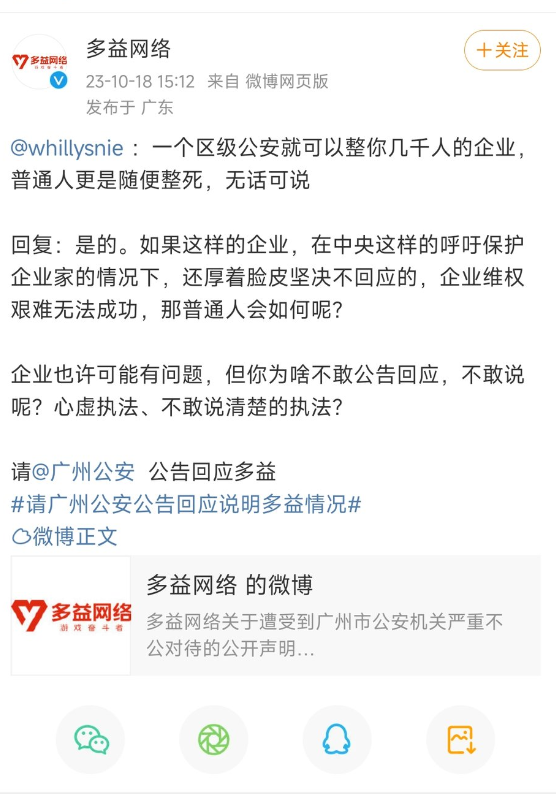 多益网络
多益网络
23-10-18 15:12 来自 微博网页版
+关注
发布于 广东
@whillysnie ：一个区级公安就可以整你几千人的企业，
普通人更是随便整死，无话可说
回复：是的。如果这样的企业，在中央这样的呼吁保护
企业家的情况下，还厚着脸皮坚决不回应的，企业维权
艰难无法成功，那普通人会如何呢？
企业也许可能有问题，但你为啥不敢公告回应，不敢说
呢？心虚执法、不敢说清楚的执法？
请@广州公安 公告回应多益
#请广州公安公告回应说明多益情况#
微博正文
多益网络
游戏奋斗者
多益网络 的微博
多益网络关于遭受到广州市公安机关严重不
公对待的公开声明...